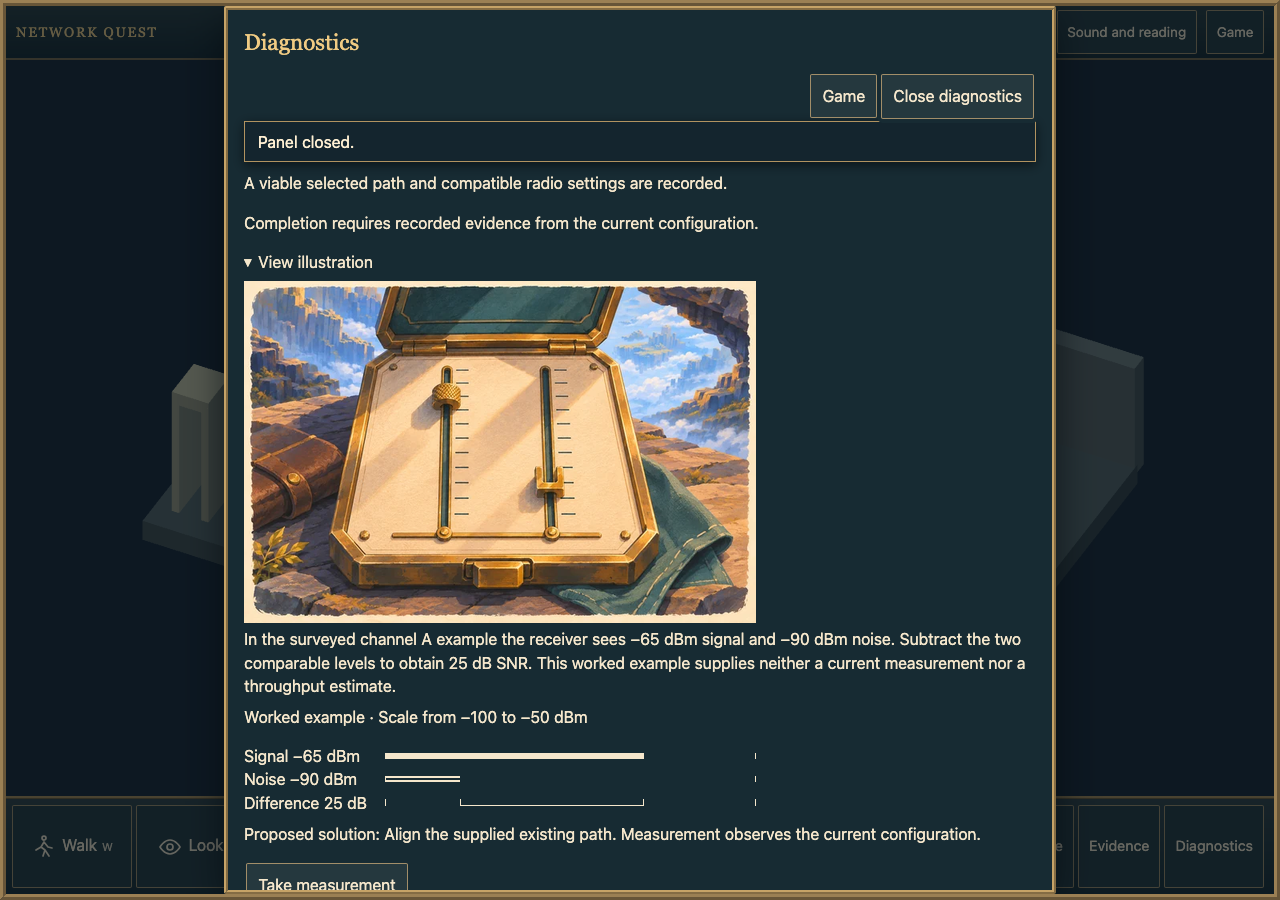 NETWORK QUEST
Sound and reading
Game
Diagnostics
Game
Close diagnostics
Panel closed.
A viable selected path and compatible radio settings are recorded.
Completion requires recorded evidence from the current configuration.
▼ View illustration
In the surveyed channel A example the receiver sees −65 dBm signal and −90 dBm noise. Subtract the two
comparable levels to obtain 25 dB SNR. This worked example supplies neither a current measurement nor a
throughput estimate.
Worked example · Scale from −100 to −50 dBm
Signal −65 dBm
Noise −90 dBm
Difference 25 dB
Proposed solution: Align the supplied existing path. Measurement observes the current configuration.
Take measurement
Walk W
Look
Evidence
Diagnostics